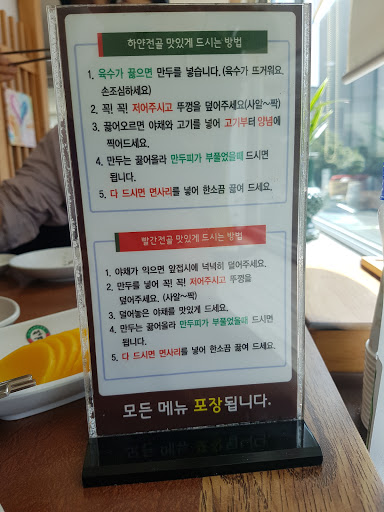 하얀전골 맛있게 드시는 방법
1. 육수가 끓으면 만두를 넣습니다.(육수가 뜨거워요.
손조심하세요)
2. 꼭! 꼭! 저어주시고 뚜껑을 덮어주세요(사알~짝)
3. 끓어오르면 야채와 고기를 넣어 고기부터 양념에
찍어드세요.
4. 만두는 끓어올라 만두피가 부풀었을때 드시면
됩니다.
5. 다 드시면 면사리를 넣어 한소끔 끓여 드세요.
빨간전골 맛있게 드시는 방법
1. 야채가 익으면 앞접시에 넉넉히 덜어주세요.
2. 만두를 넣어 꼭! 꼭! 저어주시고 뚜껑을
덮어주세요. (사알~짝)
3. 덜어놓은 야채를 맛있게 드세요.
4. 만두는 끓어올라 만두피가 부풀었을때 드시면
됩니다.
5. 다 드시면 면사리를 넣어 한소끔 끓여 드세요.
모든 메뉴 포장됩니다.